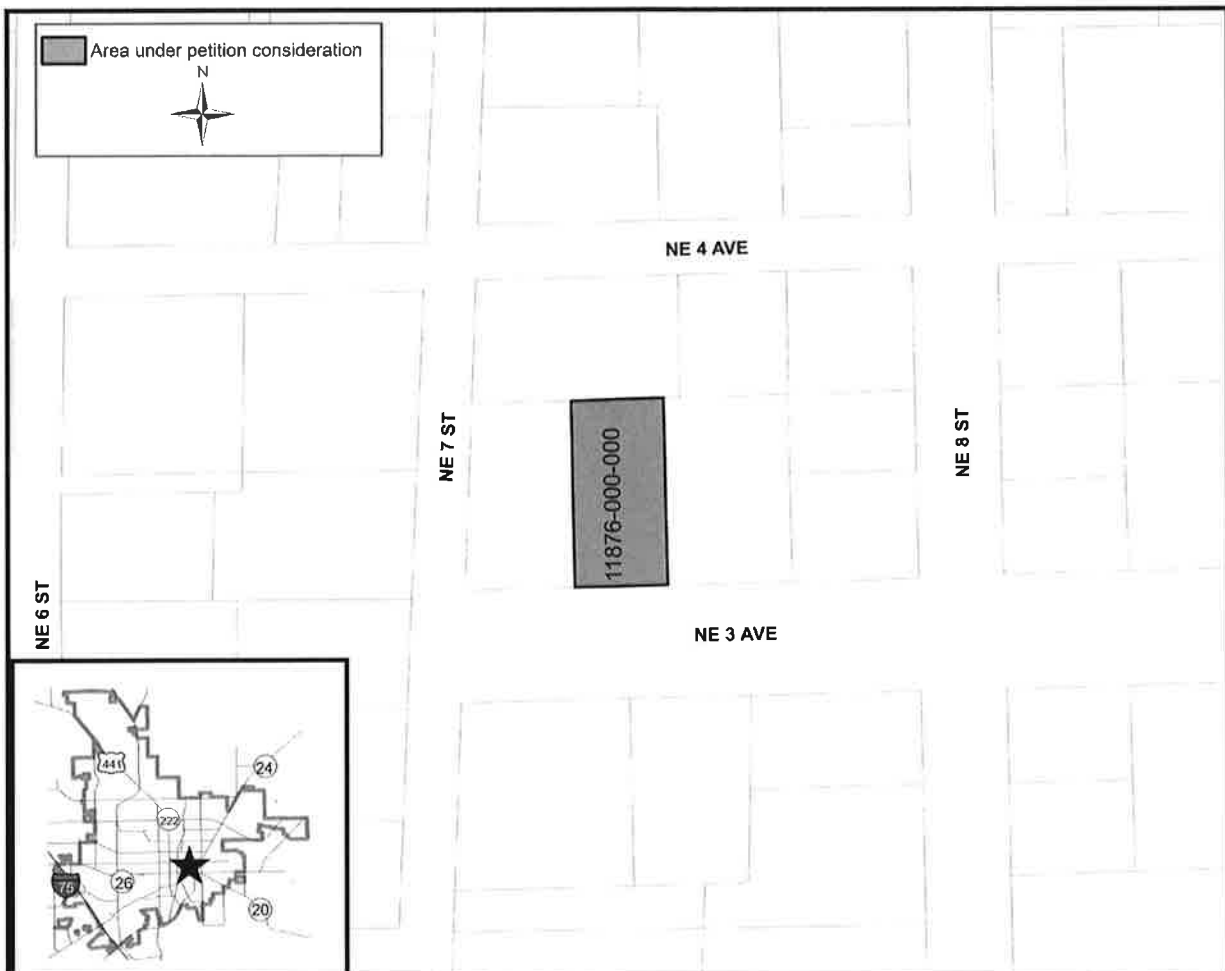 Area under petition consideration
N
NE 4 AVE
NE 7 ST
11876-000-000
NE 8 ST
NE 6 ST
NE 3 AVE
441
24
222
75
26
20